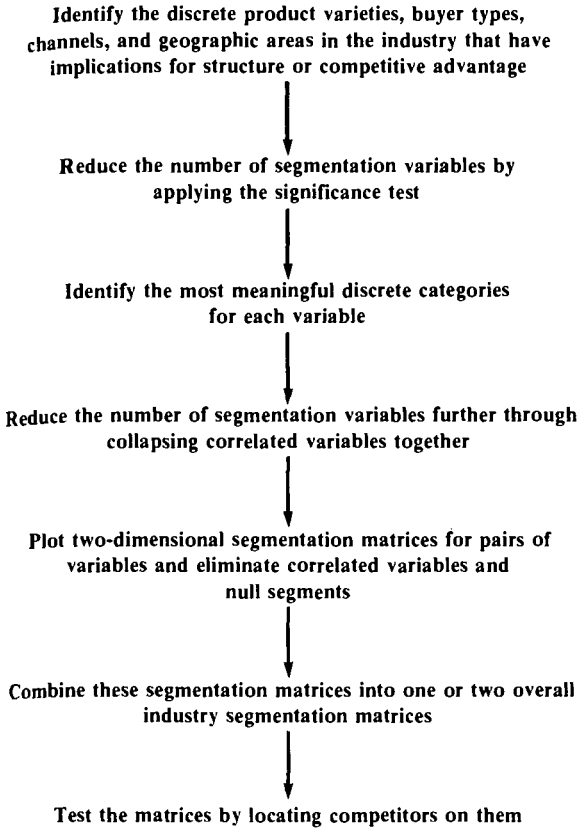 Identify the discrete product varieties, buyer types,
channels, and geographic areas in the industry that have
implications for structure or competitive advantage
Reduce the number of segmentation variables by
applying the significance test
Identify the most meaningful discrete categories
for each variable
Reduce the number of segmentation variables further through
collapsing correlated variables together
Plot two-dimensional segmentation matrices for pairs of
variables and eliminate correlated variables and
null segments
Combine these segmentation matrices into one or two overall
industry segmentation matrices
Test the matrices by locating competitors on them